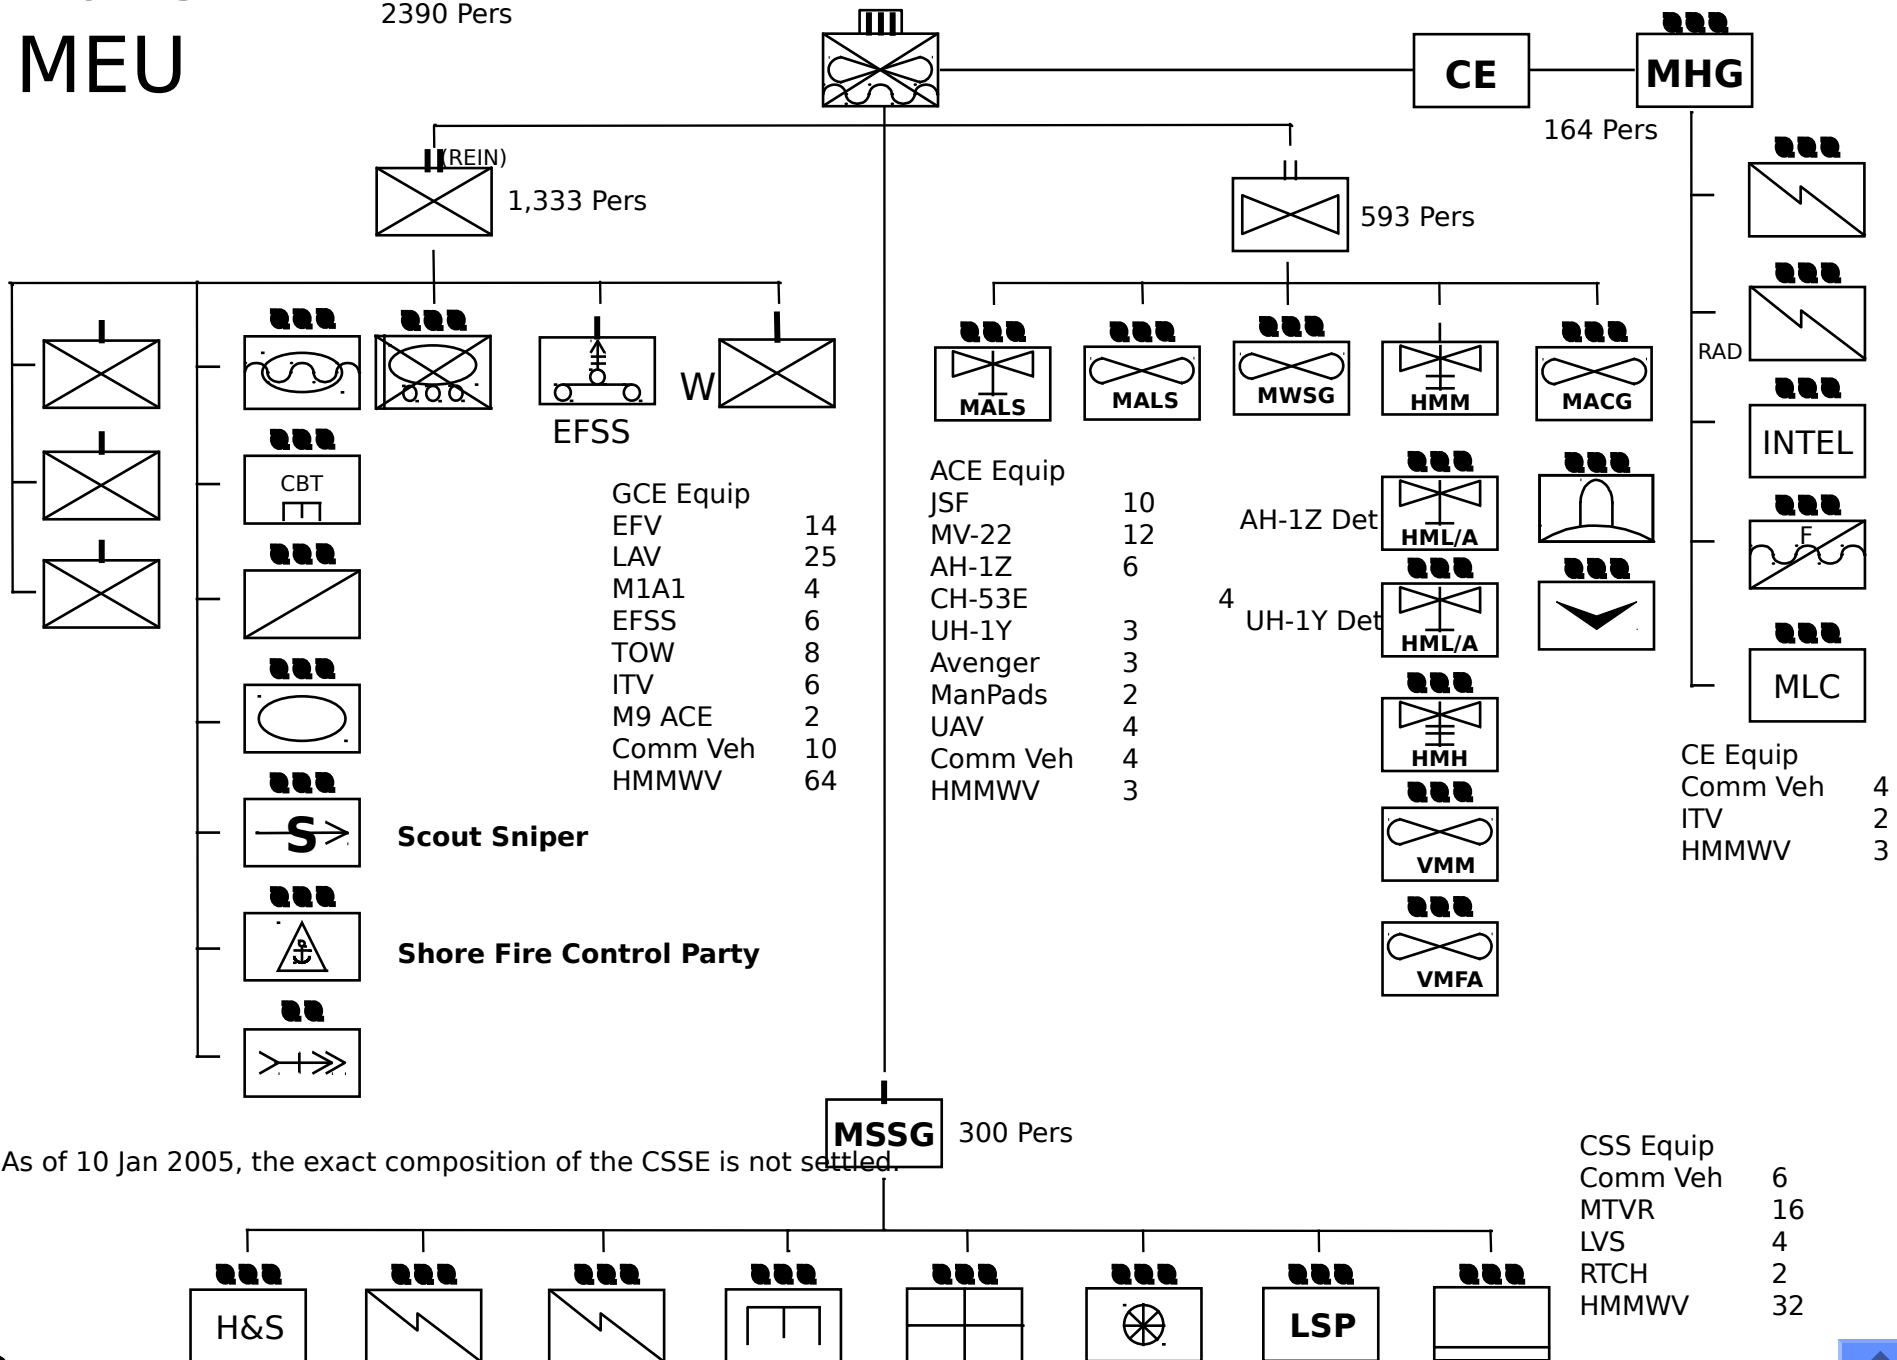 2390 Pers
MEU
CE
MHG
164 Pers
(REIN)
1,333 Pers
593 Pers
RAD
INTEL
F
MLC
CBT
EFSS
W
MALS
MALS
MWSG
HMM
MACG
AH-1Z Det
HML/A
UH-1Y Det
HML/A
HMH
VMM
VMFA
GCE Equip
EFV 14
LAV 25
M1A1 4
EFSS 6
TOW 8
ITV 6
M9 ACE 2
Comm Veh 10
HMMWV 64
ACE Equip
JSF 10
MV-22 12
AH-1Z 6
CH-53E 4
UH-1Y 3
Avenger 3
ManPads 2
UAV 4
Comm Veh 4
HMMWV 3
CE Equip
Comm Veh 4
ITV 2
HMMWV 3
S
Scout Sniper
Shore Fire Control Party
MSSG
300 Pers
As of 10 Jan 2005, the exact composition of the CSSE is not settled.
CSS Equip
Comm Veh 6
MTVR 16
LVS 4
RTCH 2
HMMWV 32
H&S
LSP